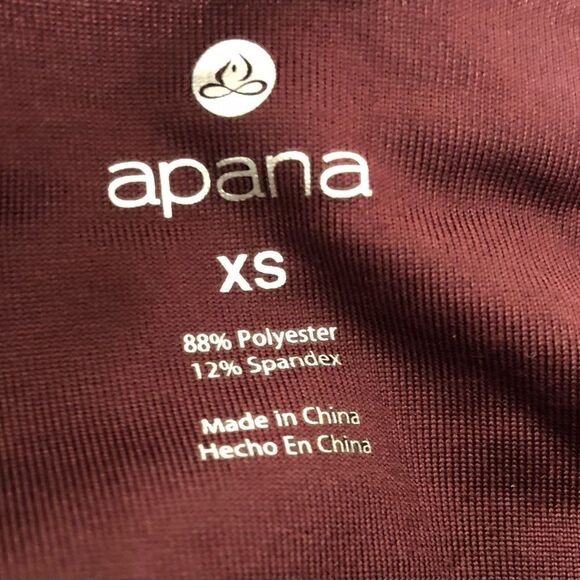 apana
XS
88% Polyester
12% Spandex
Made in China
Hecho En China